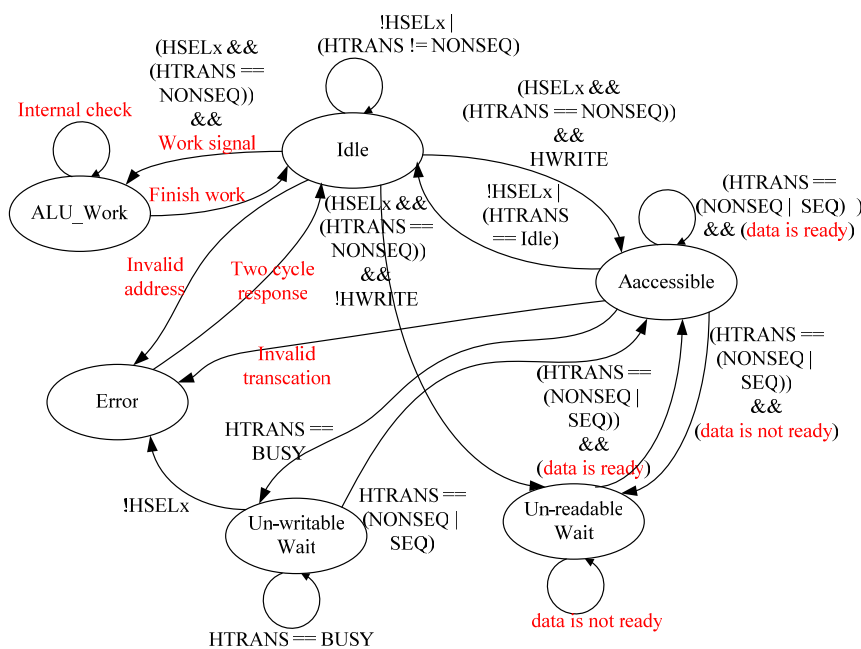 !HSELx |
(HTRANS != NONSEQ)
(HSELx &&
(HTRANS ==
NONSEQ))
&&
Work signal
(HSELx &&
(HTRANS == NONSEQ))
&&
HWRITE
Internal check
Idle
ALU_Work
Finish work
(HSELx &&
(HTRANS ==
NONSEQ))
&&
!HWRITE
!HSELx |
(HTRANS
== Idle)
(HTRANS ==
(NONSEQ | SEQ) )
&& (data is ready)
Invalid
address
Two cycle
response
Aaccessible
Invalid
transcation
(HTRANS ==
(NONSEQ |
SEQ))
&&
(data is ready)
(HTRANS ==
(NONSEQ |
SEQ))
&&
(data is not ready)
Error
HTRANS ==
BUSY
!HSELx
HTRANS ==
(NONSEQ |
SEQ)
Un-writable
Wait
Un-readable
Wait
HTRANS == BUSY
data is not ready